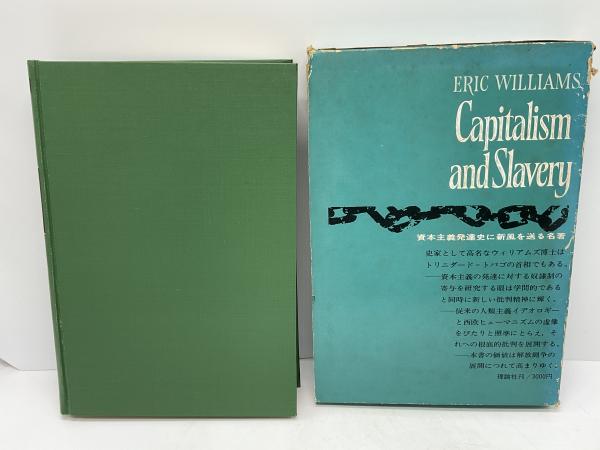 ERIC WILLIAMS
Capitalism
and Slavery
資本主義発達史に新風を送る名著
史家として高名なウィリアムズ博士は
トリニダード−トバゴの首相でもある。
——資本主義の発達に対する奴隷制の
寄与を研究する眼は学問的である
と同時に新しい批判精神に輝く。
——従来の人類主義イデオロギー
と西欧ヒューマニズムの虚像
をぴたりと照準にとらえ、そ
れへの根底的批判を展開する。
——本書の価値は解放闘争の
展開につれて高まりゆく。
理論社刊/3000円